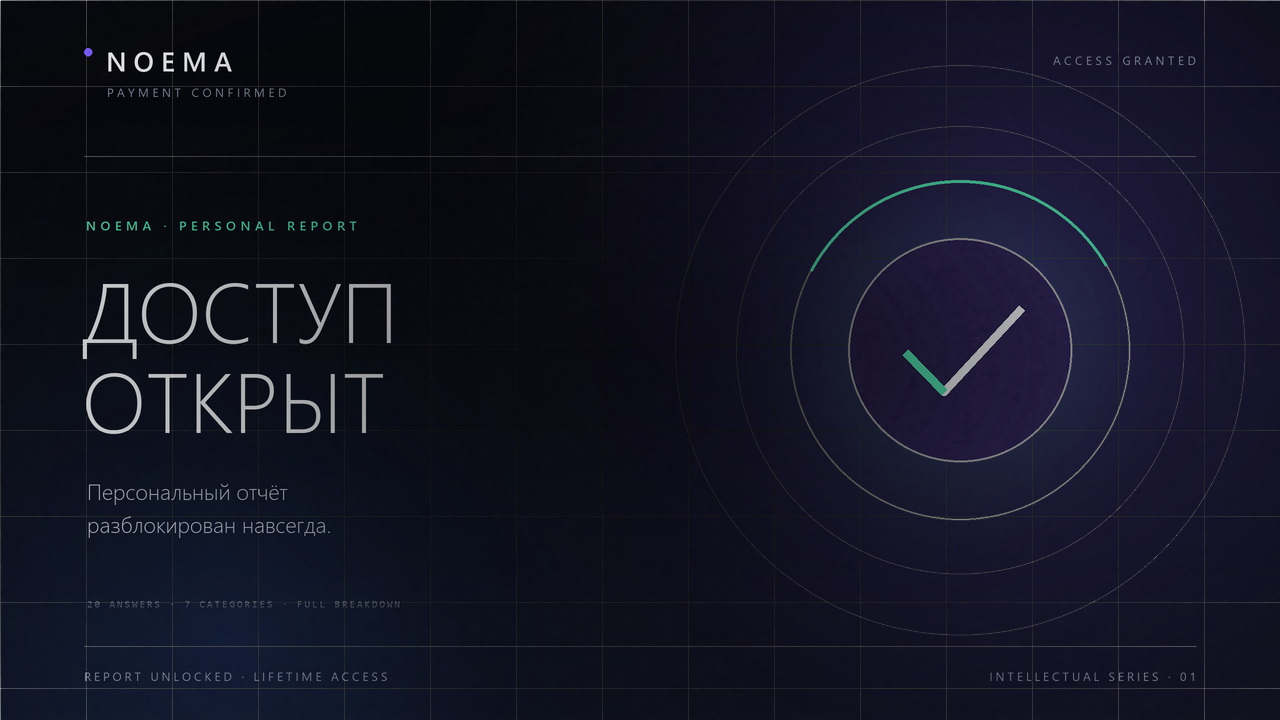 NOEMA
PAYMENT CONFIRMED
ACCESS GRANTED
NOEMA · PERSONAL REPORT
ДОСТУП
ОТКРЫТ
Персональный отчёт
разблокирован навсегда.
20 ANSWERS · 7 CATEGORIES · FULL BREAKDOWN
REPORT UNLOCKED · LIFETIME ACCESS
INTELLECTUAL SERIES · 01